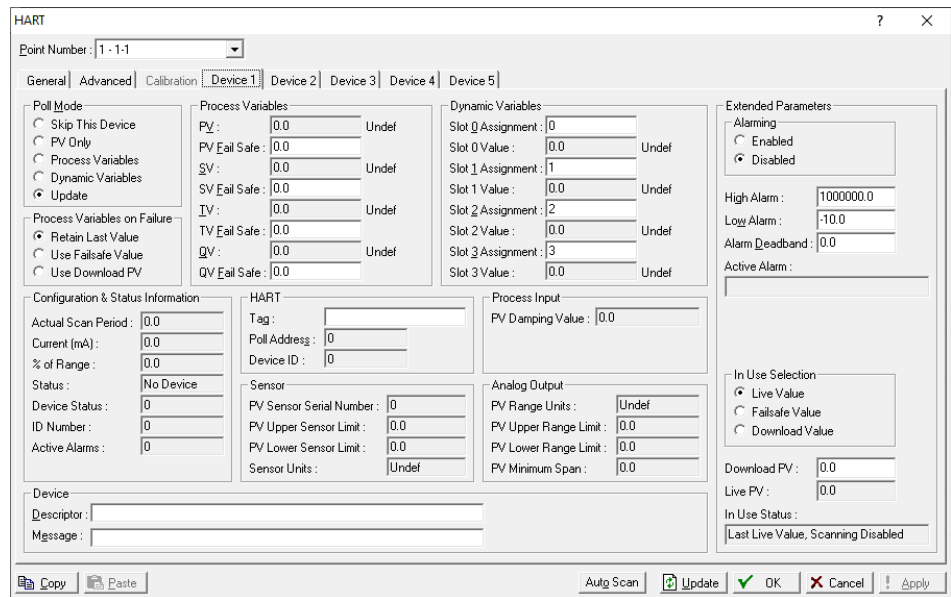 HART
?
Point Number : 1 - 1-1
General Advanced Calibration Device 1 Device 2 Device 3 Device 4 Device 5
Poll Mode
Skip This Device
PV Only
Process Variables
Dynamic Variables
Update
Process Variables on Failure
Retain Last Value
Use Failsafe Value
Use Download PV
Process Variables
PV : 0.0 Undef
PV Fail Safe : 0.0
SV : 0.0 Undef
SV Fail Safe : 0.0
TV : 0.0 Undef
TV Fail Safe : 0.0
QV : 0.0 Undef
QV Fail Safe : 0.0
Dynamic Variables
Slot 0 Assignment : 0
Slot 0 Value : 0.0 Undef
Slot 1 Assignment : 1
Slot 1 Value : 0.0 Undef
Slot 2 Assignment : 2
Slot 2 Value : 0.0 Undef
Slot 3 Assignment : 3
Slot 3 Value : 0.0 Undef
Extended Parameters
Alarming
Enabled
Disabled
High Alarm : 1000000.0
Low Alarm : -10.0
Alarm Deadband : 0.0
Active Alarm :
In Use Selection
Live Value
Failsafe Value
Download Value
Download PV : 0.0
Live PV : 0.0
In Use Status :
Last Live Value, Scanning Disabled
Configuration & Status Information
Actual Scan Period : 0.0
Current (mA) : 0.0
% of Range : 0.0
Status : No Device
Device Status : 0
ID Number : 0
Active Alarms : 0
HART
Tag :
Poll Address : 0
Device ID : 0
Process Input
PV Damping Value : 0.0
Sensor
PV Sensor Serial Number : 0
PV Upper Sensor Limit : 0.0
PV Lower Sensor Limit : 0.0
Sensor Units : Undef
Analog Output
PV Range Units : Undef
PV Upper Range Limit : 0.0
PV Lower Range Limit : 0.0
PV Minimum Span : 0.0
Device
Descriptor :
Message :
Copy Paste Auto Scan Update OK Cancel ! Apply